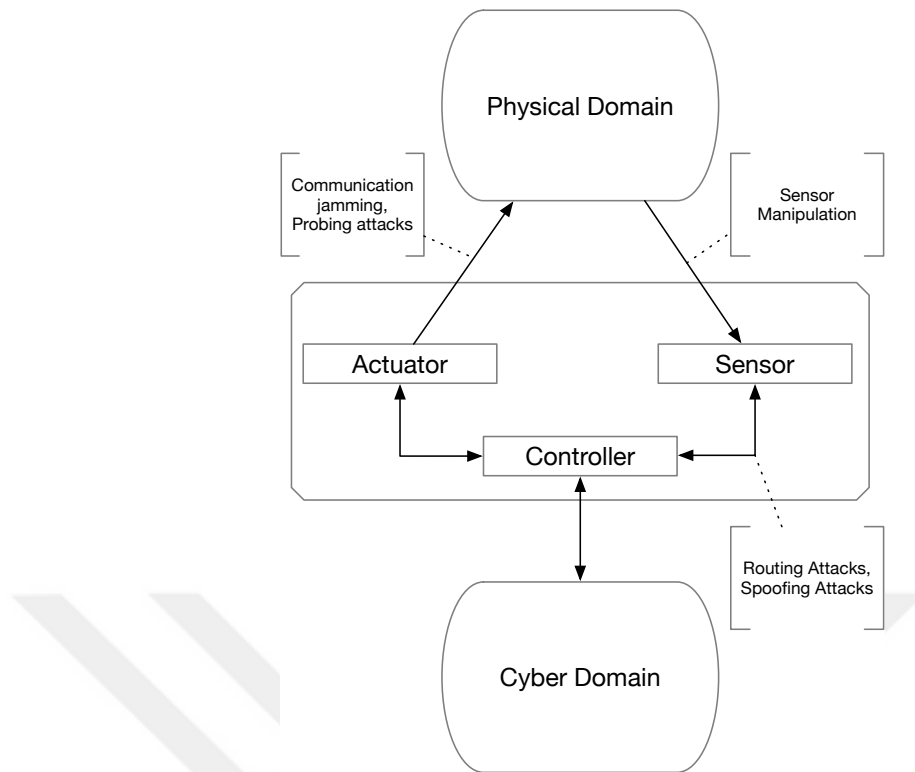 Physical Domain
Communication
jamming,
Probing attacks
Sensor
Manipulation
Actuator
Sensor
Controller
Routing Attacks,
Spoofing Attacks
Cyber Domain